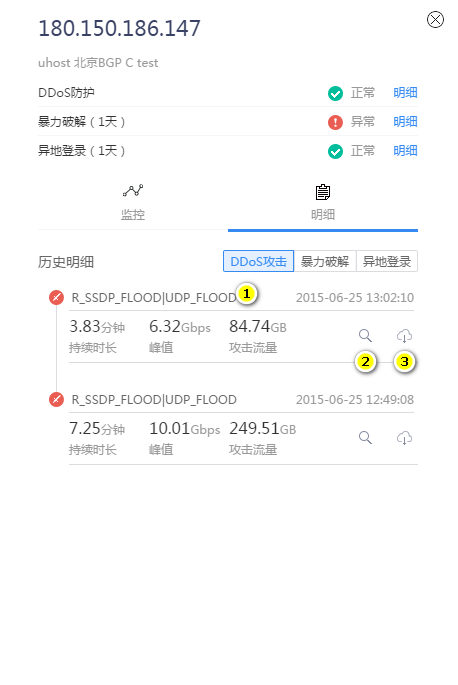 180.150.186.147
uhost 北京BGP C test
DDoS防护 正常 明细
暴力破解（1天） 异常 明细
异地登录（1天） 正常 明细
监控 明细
历史明细 DDoS攻击 暴力破解 异地登录
R_SSDP_FLOOD|UDP_FLOOD 1 2015-06-25 13:02:10
3.83分钟 6.32Gbps 84.74GB
持续时长 峰值 攻击流量 2 3
R_SSDP_FLOOD|UDP_FLOOD 2015-06-25 12:49:08
7.25分钟 10.01Gbps 249.51GB
持续时长 峰值 攻击流量